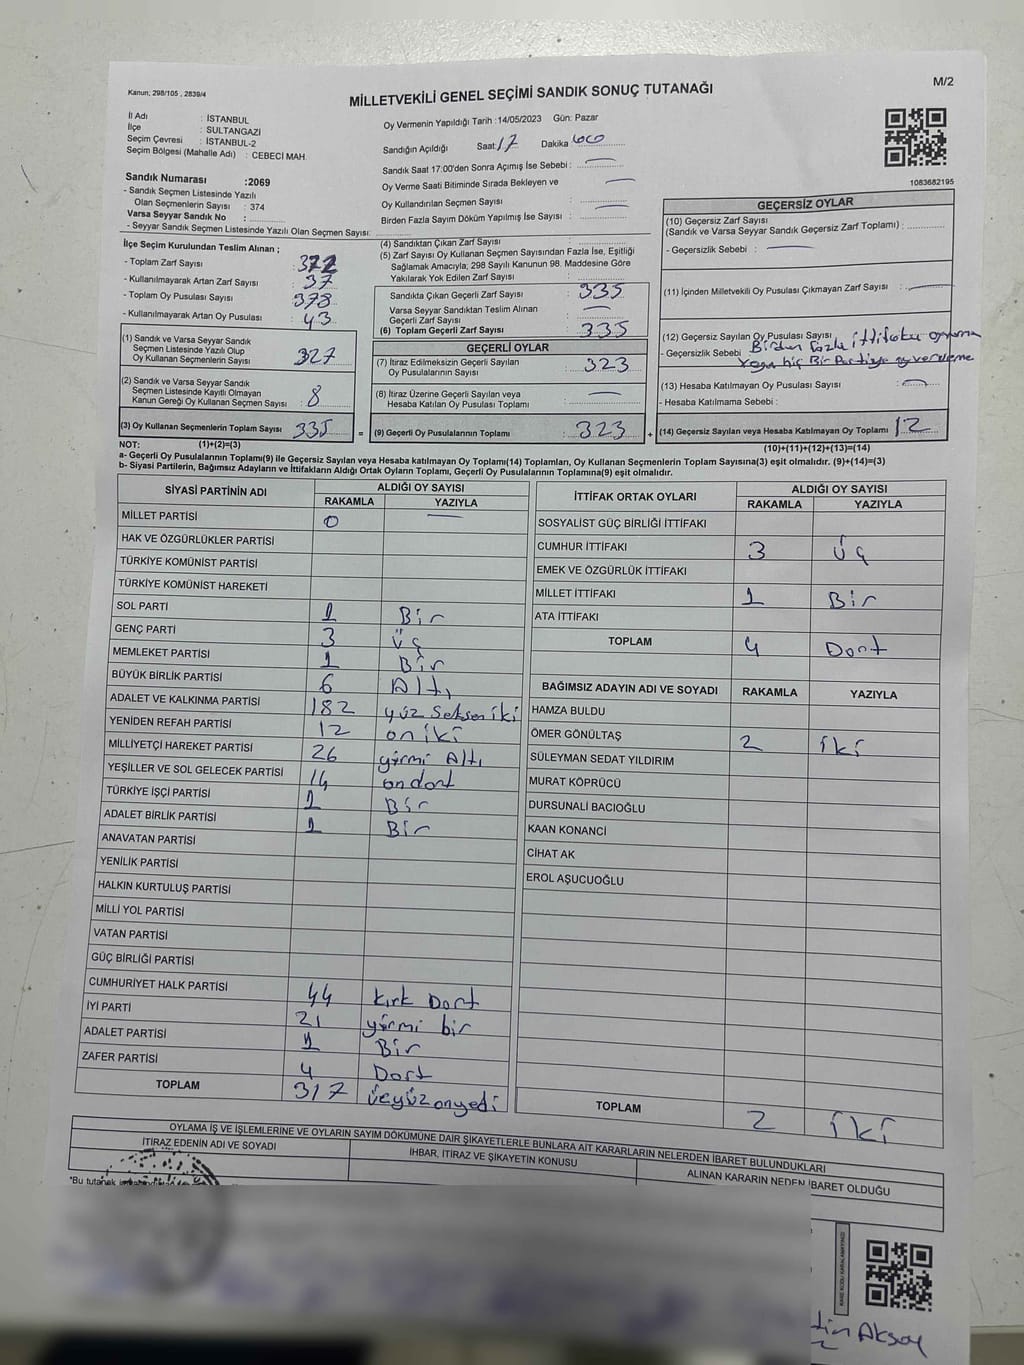 Kanun; 298/105 , 2839/4
MİLLETVEKİLİ GENEL SEÇİMİ SANDIK SONUÇ TUTANAĞI
M/2
İl Adı : İSTANBUL
İlçe : SULTANGAZİ
Seçim Çevresi : İSTANBUL-2
Seçim Bölgesi (Mahalle Adı) : CEBECİ MAH.
Oy Vermenin Yapıldığı Tarih :14/05/2023 Gün: Pazar
Sandığın Açıldığı Saat: 17 Dakika
Sandık Saat 17:00'den Sonra Açımış İse Sebebi : —
Oy Verme Saati Bitiminde Sırada Bekleyen ve —
Oy Kullandırılan Seçmen Sayısı :
Birden Fazla Sayım Döküm Yapılmış İse Sayısı : —
1083682195
Sandık Numarası :2069
- Sandık Seçmen Listesinde Yazılı
Olan Seçmenlerin Sayısı : 374
Varsa Seyyar Sandık No :
- Seyyar Sandık Seçmen Listesinde Yazılı Olan Seçmen Sayısı:
İlçe Seçim Kurulundan Teslim Alınan ;
- Toplam Zarf Sayısı : 372
- Kullanılmayarak Artan Zarf Sayısı : 37
- Toplam Oy Pusulası Sayısı : 378
- Kullanılmayarak Artan Oy Pusulası : 43
(1) Sandık ve Varsa Seyyar Sandık
Seçmen Listesinde Yazılı Olup
Oy Kullanan Seçmenlerin Sayısı : 327
(2) Sandık ve Varsa Seyyar Sandık
Seçmen Listesinde Kayıtlı Olmayan
Kanun Gereği Oy Kullanan Seçmen Sayısı : 8
(3) Oy Kullanan Seçmenlerin Toplam Sayısı : 335 =
(4) Sandıktan Çıkan Zarf Sayısı :
(5) Zarf Sayısı Oy Kullanan Seçmen Sayısından Fazla İse, Eşitliği
Sağlamak Amacıyla, 298 Sayılı Kanunun 98. Maddesine Göre
Yakılarak Yok Edilen Zarf Sayısı :
Sandıkta Çıkan Geçerli Zarf Sayısı : 335
Varsa Seyyar Sandıktan Teslim Alınan
Geçerli Zarf Sayısı : —
(6) Toplam Geçerli Zarf Sayısı : 335
GEÇERLİ OYLAR
(7) İtiraz Edilmeksizin Geçerli Sayılan
Oy Pusulalarının Sayısı : 323
(8) İtiraz Üzerine Geçerli Sayılan veya
Hesaba Katılan Oy Pusulası Toplamı : —
(9) Geçerli Oy Pusulalarının Toplamı : 323 +
GEÇERSİZ OYLAR
(10) Geçersiz Zarf Sayısı
(Sandık ve Varsa Seyyar Sandık Geçersiz Zarf Toplamı) :
- Geçersizlik Sebebi : —
(11) İçinden Milletvekili Oy Pusulası Çıkmayan Zarf Sayısı : —
(12) Geçersiz Sayılan Oy Pusulası Sayısı
- Geçersizlik Sebebi Birden fazla ittifaka oy
veya hiç Bir Partiye oy vermeme
(13) Hesaba Katılmayan Oy Pusulası Sayısı : —
- Hesaba Katılmama Sebebi :
(14) Geçersiz Sayılan veya Hesaba Katılmayan Oy Toplamı : 12
NOT: (1)+(2)=(3)
(10)+(11)+(12)+(13)=(14)
a- Geçerli Oy Pusulasının Toplamı(9) ile Geçersiz Sayılan veya Hesaba katılmayan Oy Toplamı(14) Toplamları, Oy Kullanan Seçmenlerin Toplam Sayısına(3) eşit olmalıdır. (9)+(14)=(3)
b- Siyasi Partilerin, Bağımsız Adayların ve İttifakların Aldığı Ortak Oyların Toplamı, Geçerli Oy Pusulalarının Toplamına(9) eşit olmalıdır.
SİYASİ PARTİNİN ADI ALDIĞI OY SAYISI
RAKAMLA YAZIYLA
MİLLET PARTİSİ 0 —
HAK VE ÖZGÜRLÜKLER PARTİSİ
TÜRKİYE KOMÜNİST PARTİSİ
TÜRKİYE KOMÜNİST HAREKETİ
SOL PARTİ 1 Bir
GENÇ PARTİ 3 üç
MEMLEKET PARTİSİ 1 Bir
BÜYÜK BİRLİK PARTİSİ 6 Altı
ADALET VE KALKINMA PARTİSİ 182 yüz Seksen iki
YENİDEN REFAH PARTİSİ 12 on iki
MİLLİYETÇİ HAREKET PARTİSİ 26 yirmi Altı
YEŞİLLER VE SOL GELECEK PARTİSİ 14 on dort
TÜRKİYE İŞÇİ PARTİSİ 1 Bir
ADALET BİRLİK PARTİSİ 1 Bir
ANAVATAN PARTİSİ
YENİLİK PARTİSİ
HALKIN KURTULUŞ PARTİSİ
MİLLİ YOL PARTİSİ
VATAN PARTİSİ
GÜÇ BİRLİĞİ PARTİSİ
CUMHURİYET HALK PARTİSİ 44 kırk Dort
İYİ PARTİ 21 yirmi bir
ADALET PARTİSİ 1 Bir
ZAFER PARTİSİ 4 Dort
TOPLAM 317 üçyüz onyedi
İTTİFAK ORTAK OYLARI ALDIĞI OY SAYISI
RAKAMLA YAZIYLA
SOSYALİST GÜÇ BİRLİĞİ İTTİFAKI
CUMHUR İTTİFAKI 3 üç
EMEK VE ÖZGÜRLÜK İTTİFAKI
MİLLET İTTİFAKI 1 Bir
ATA İTTİFAKI
TOPLAM 4 Dort
BAĞIMSIZ ADAYIN ADI VE SOYADI RAKAMLA YAZIYLA
HAMZA BULDU
ÖMER GÖNÜLTAŞ 2 iki
SÜLEYMAN SEDAT YILDIRIM
MURAT KÖPRÜCÜ
DURSUNALİ BACIOĞLU
KAAN KONANCİ
CİHAT AK
EROL AŞUCUOĞLU
TOPLAM 2 iki
OYLAMA İŞ VE İŞLEMLERİNE VE OYLARIN SAYIM DÖKÜMÜNE DAİR ŞİKAYETLERLE BUNLARA AİT KARARLARIN NELERDEN İBARET BULUNDUKLARI
İTİRAZ EDENİN ADI VE SOYADI İHBAR, İTİRAZ VE ŞİKAYETİN KONUSU ALINAN KARARIN NEDEN İBARET OLDUĞU
*Bu tutanak
KARE KODU KARALAMAYINIZ!
Aksoy